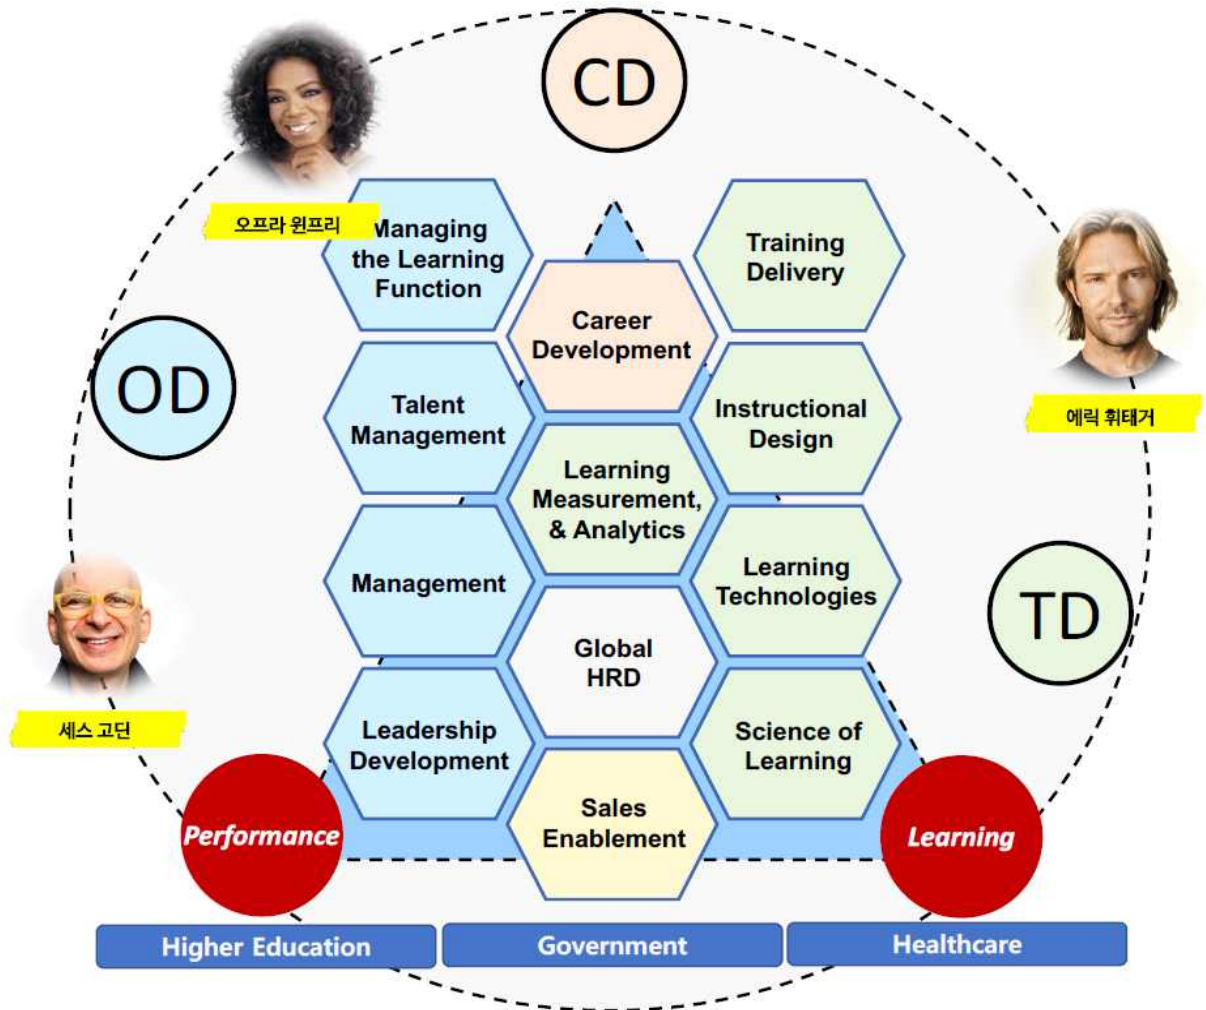 CD
오프라 윈프리
Managing
the Learning
Function
Training
Delivery
Career
Development
에릭 휘태거
OD
Talent
Management
Instructional
Design
Learning
Measurement,
& Analytics
Management
Learning
Technologies
TD
Global
HRD
세스 고딘
Leadership
Development
Science of
Learning
Sales
Enablement
Performance
Learning
Higher Education
Government
Healthcare